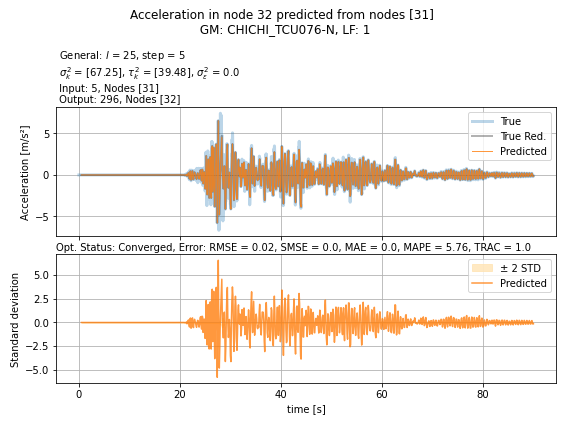 Acceleration in node 32 predicted from nodes [31]
GM: CHICHI_TCU076-N, LF: 1
General: l = 25, step = 5
σ²ₖ = [67.25], τ²ₖ = [39.48], σ²ε = 0.0
Input: 5, Nodes [31]
Output: 296, Nodes [32]
Acceleration [m/s²]
5
0
−5
True
True Red.
Predicted
Opt. Status: Converged, Error: RMSE = 0.02, SMSE = 0.0, MAE = 0.0, MAPE = 5.76, TRAC = 1.0
Standard deviation
5.0
2.5
0.0
−2.5
−5.0
± 2 STD
Predicted
0 20 40 60 80
time [s]